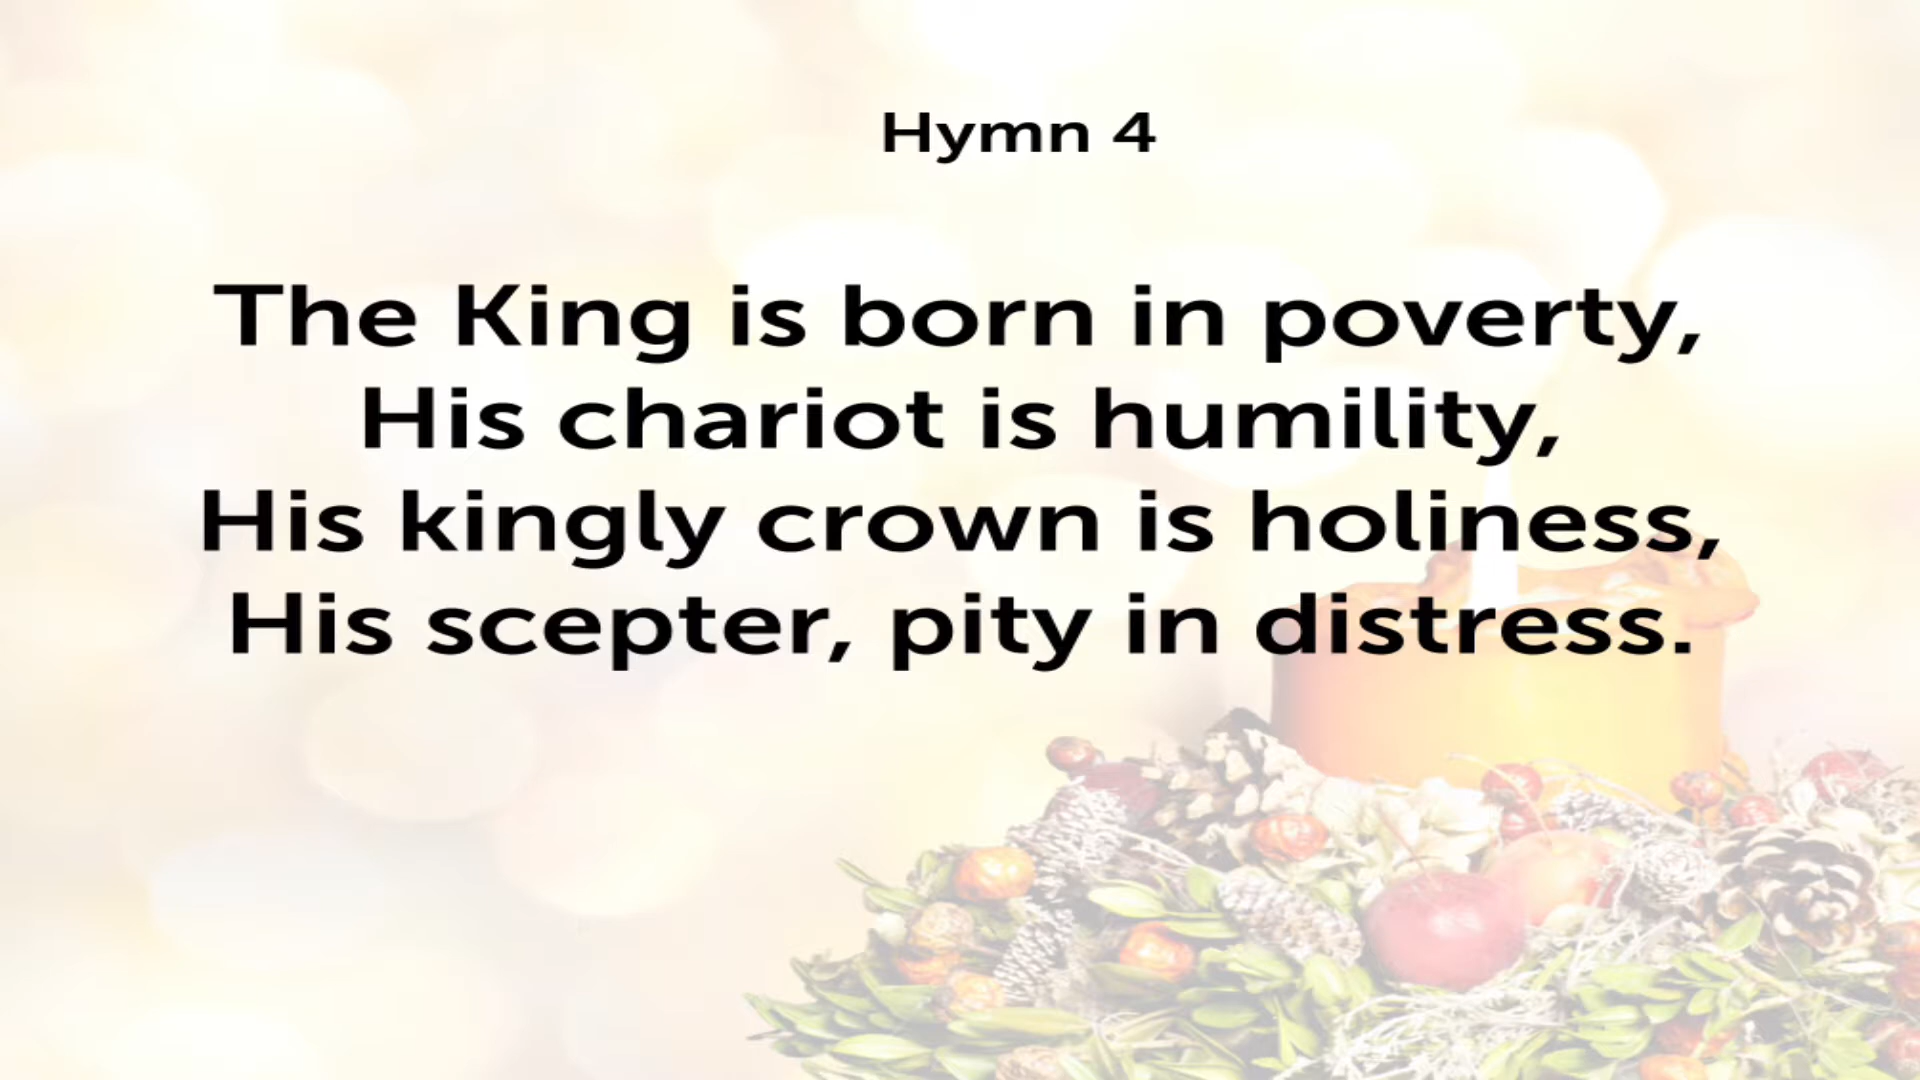 Hymn 4
The King is born in poverty,
His chariot is humility,
His kingly crown is holiness,
His scepter, pity in distress.